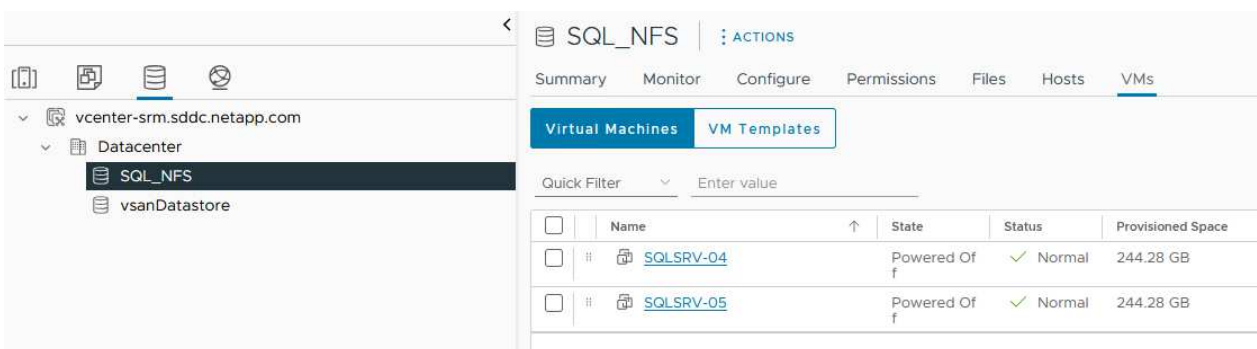 vcenter-srm.sddc.netapp.com
Datacenter
SQL_NFS
vsanDatastore
SQL_NFS
ACTIONS
Summary Monitor Configure Permissions Files Hosts VMs
Virtual Machines VM Templates
Quick Filter Enter value
Name State Status Provisioned Space
SQLSRV-04 Powered Of Normal 244.28 GB
f
SQLSRV-05 Powered Of Normal 244.28 GB
f